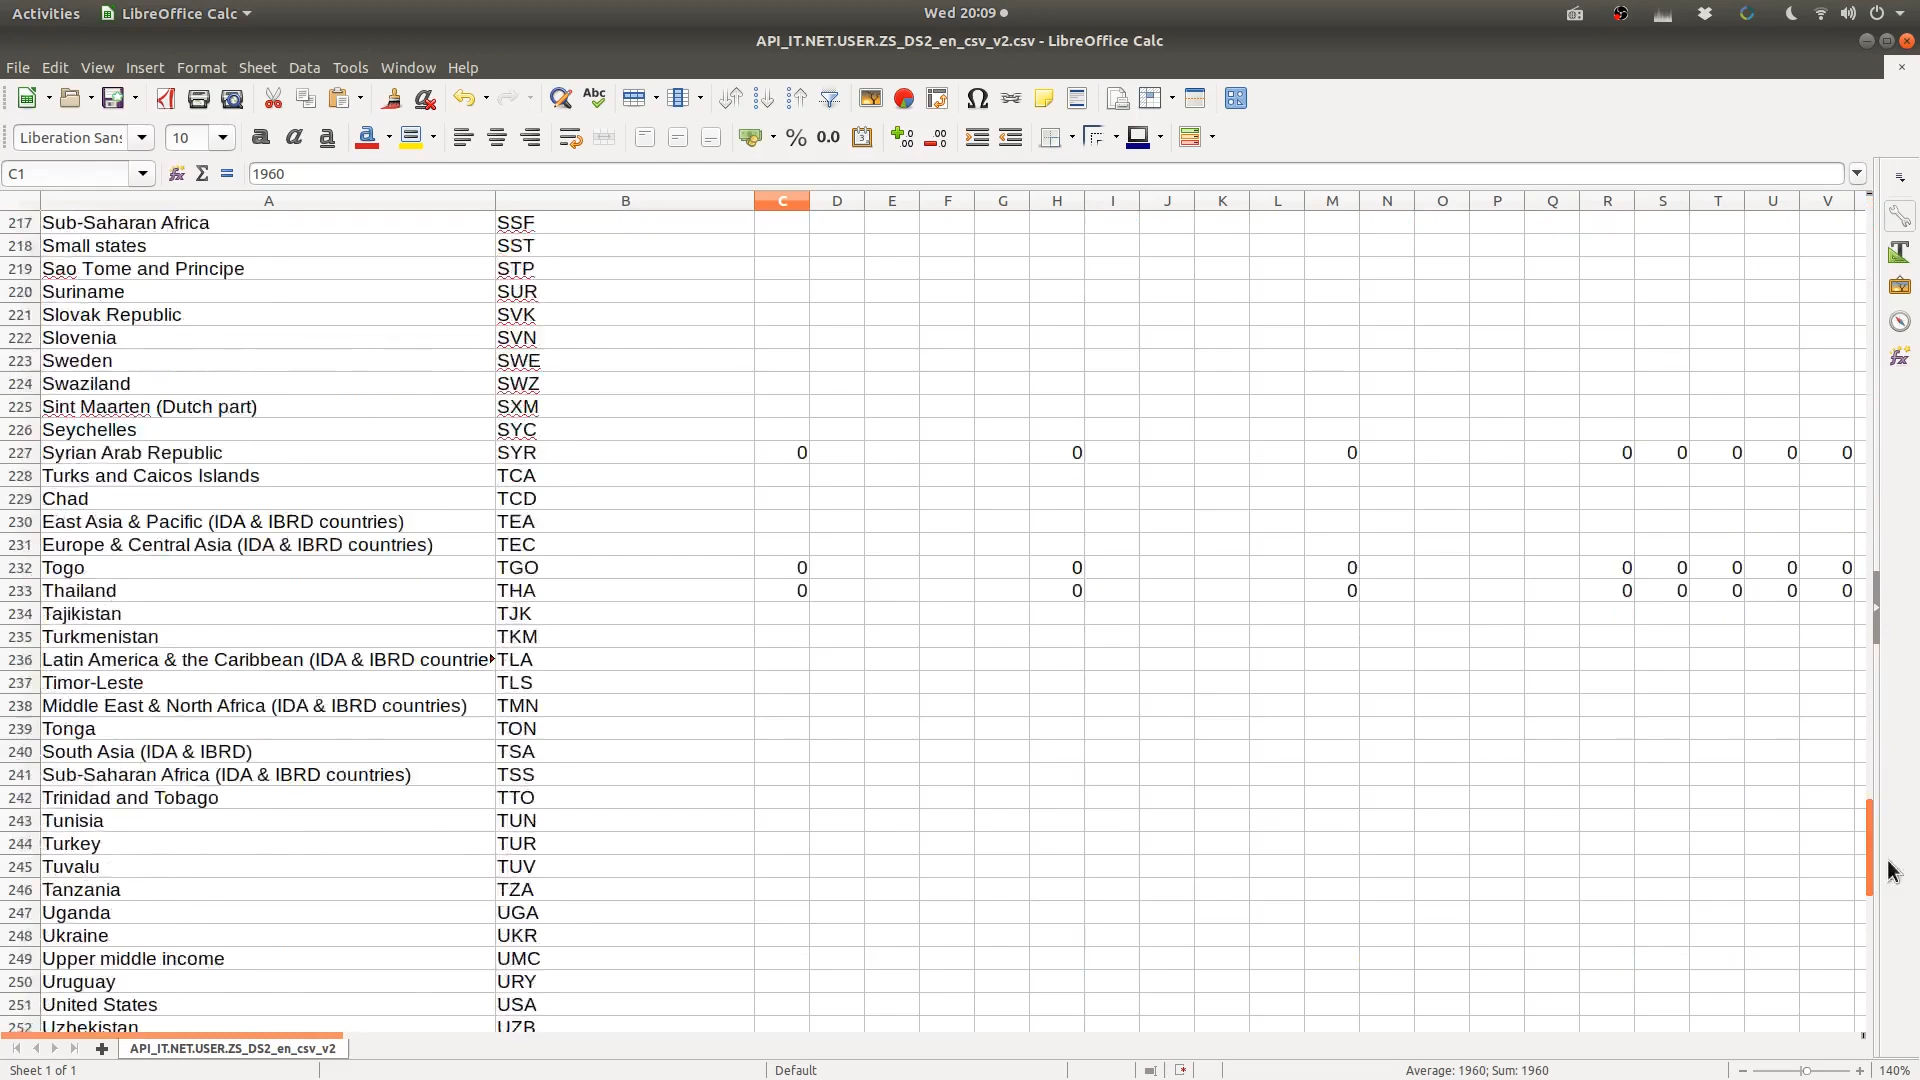 Activities LibreOffice Calc Wed 20:09
API_IT.NET.USER.ZS_DS2_en_csv_v2.csv - LibreOffice Calc
File Edit View Insert Format Sheet Data Tools Window Help
Abc
Liberation Sans 10 % 0.0
C1 1960
A B C D E F G H I J K L M N O P Q R S T U V
217 Sub-Saharan Africa SSF
218 Small states SST
219 Sao Tome and Principe STP
220 Suriname SUR
221 Slovak Republic SVK
222 Slovenia SVN
223 Sweden SWE
224 Swaziland SWZ
225 Sint Maarten (Dutch part) SXM
226 Seychelles SYC
227 Syrian Arab Republic SYR 0 0 0 0 0 0 0 0
228 Turks and Caicos Islands TCA
229 Chad TCD
230 East Asia & Pacific (IDA & IBRD countries) TEA
231 Europe & Central Asia (IDA & IBRD countries) TEC
232 Togo TGO 0 0 0 0 0 0 0 0
233 Thailand THA 0 0 0 0 0 0 0 0
234 Tajikistan TJK
235 Turkmenistan TKM
236 Latin America & the Caribbean (IDA & IBRD countrie TLA
237 Timor-Leste TLS
238 Middle East & North Africa (IDA & IBRD countries) TMN
239 Tonga TON
240 South Asia (IDA & IBRD) TSA
241 Sub-Saharan Africa (IDA & IBRD countries) TSS
242 Trinidad and Tobago TTO
243 Tunisia TUN
244 Turkey TUR
245 Tuvalu TUV
246 Tanzania TZA
247 Uganda UGA
248 Ukraine UKR
249 Upper middle income UMC
250 Uruguay URY
251 United States USA
252 Uzbekistan UZB
API_IT.NET.USER.ZS_DS2_en_csv_v2
Sheet 1 of 1 Default Average: 1960; Sum: 1960 140%